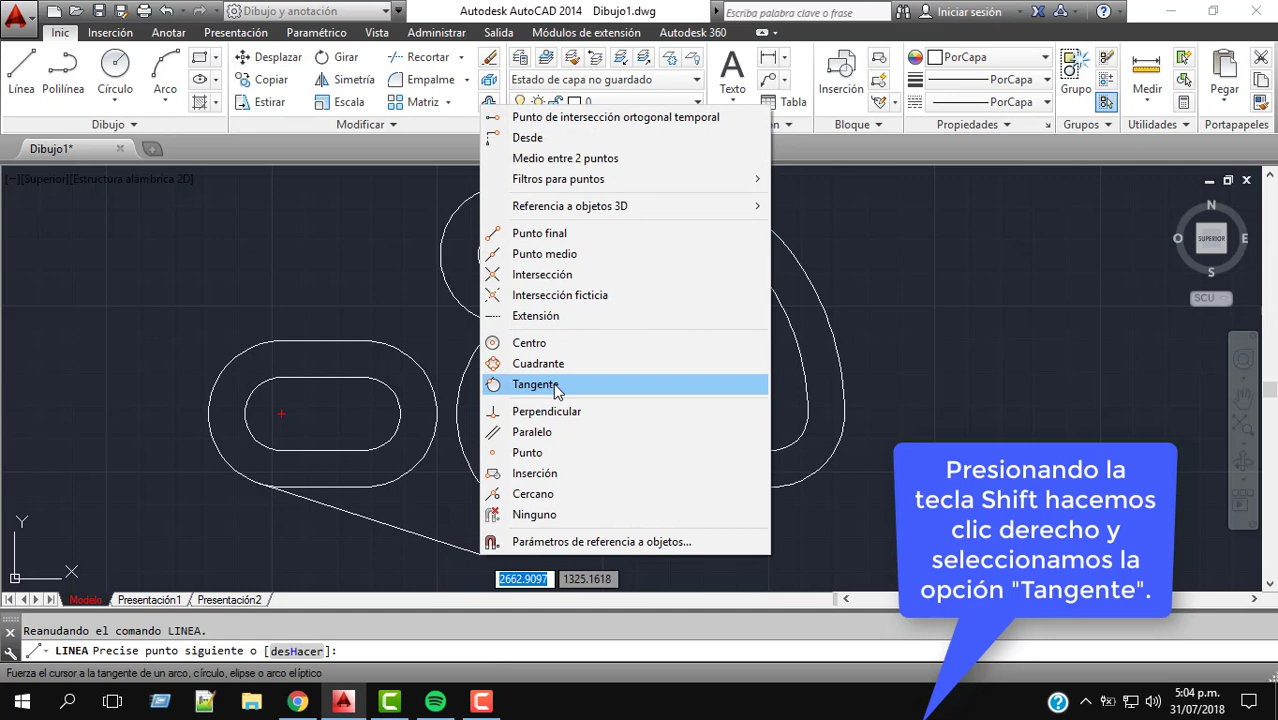 Dibujo y anotación
Autodesk AutoCAD 2014 Dibujo1.dwg
Escriba palabra clave o frase
Iniciar sesión
Inic Inserción Anotar Presentación Paramétrico Vista Administrar Salida Módulos de extensión Autodesk 360
Desplazar Girar Recortar
PorCapa
Copiar Simetría Empalme
Estado de capa no guardado
PorCapa
Línea Polilínea Círculo Arco
Texto
Inserción
Grupo
Medir
Pegar
Estirar Escala Matriz
0
Tabla
PorCapa
Dibujo Modificar
Bloque Propiedades Grupos Utilidades Portapapeles
Dibujo1*
[−][Superior][Estructura alambrica 2D]
Punto de intersección ortogonal temporal
Desde
Medio entre 2 puntos
Filtros para puntos
Referencia a objetos 3D
Punto final
Punto medio
Intersección
Intersección ficticia
Extensión
Centro
Cuadrante
Tangente
Perpendicular
Paralelo
Punto
Inserción
Cercano
Ninguno
Parámetros de referencia a objetos...
N
O SUPERIOR E
S
SCU
Presionando la
tecla Shift hacemos
clic derecho y
seleccionamos la
opción "Tangente".
Y
X
2662.9097 1325.1618
Modelo Presentación1 Presentación2
Reanudando el comando LINEA.
LINEA Precise punto siguiente o [desHacer]:
Fuerza el cursor a la tangente de un arco, círculo, elipse o arco elíptico
5:04 p.m.
31/07/2018